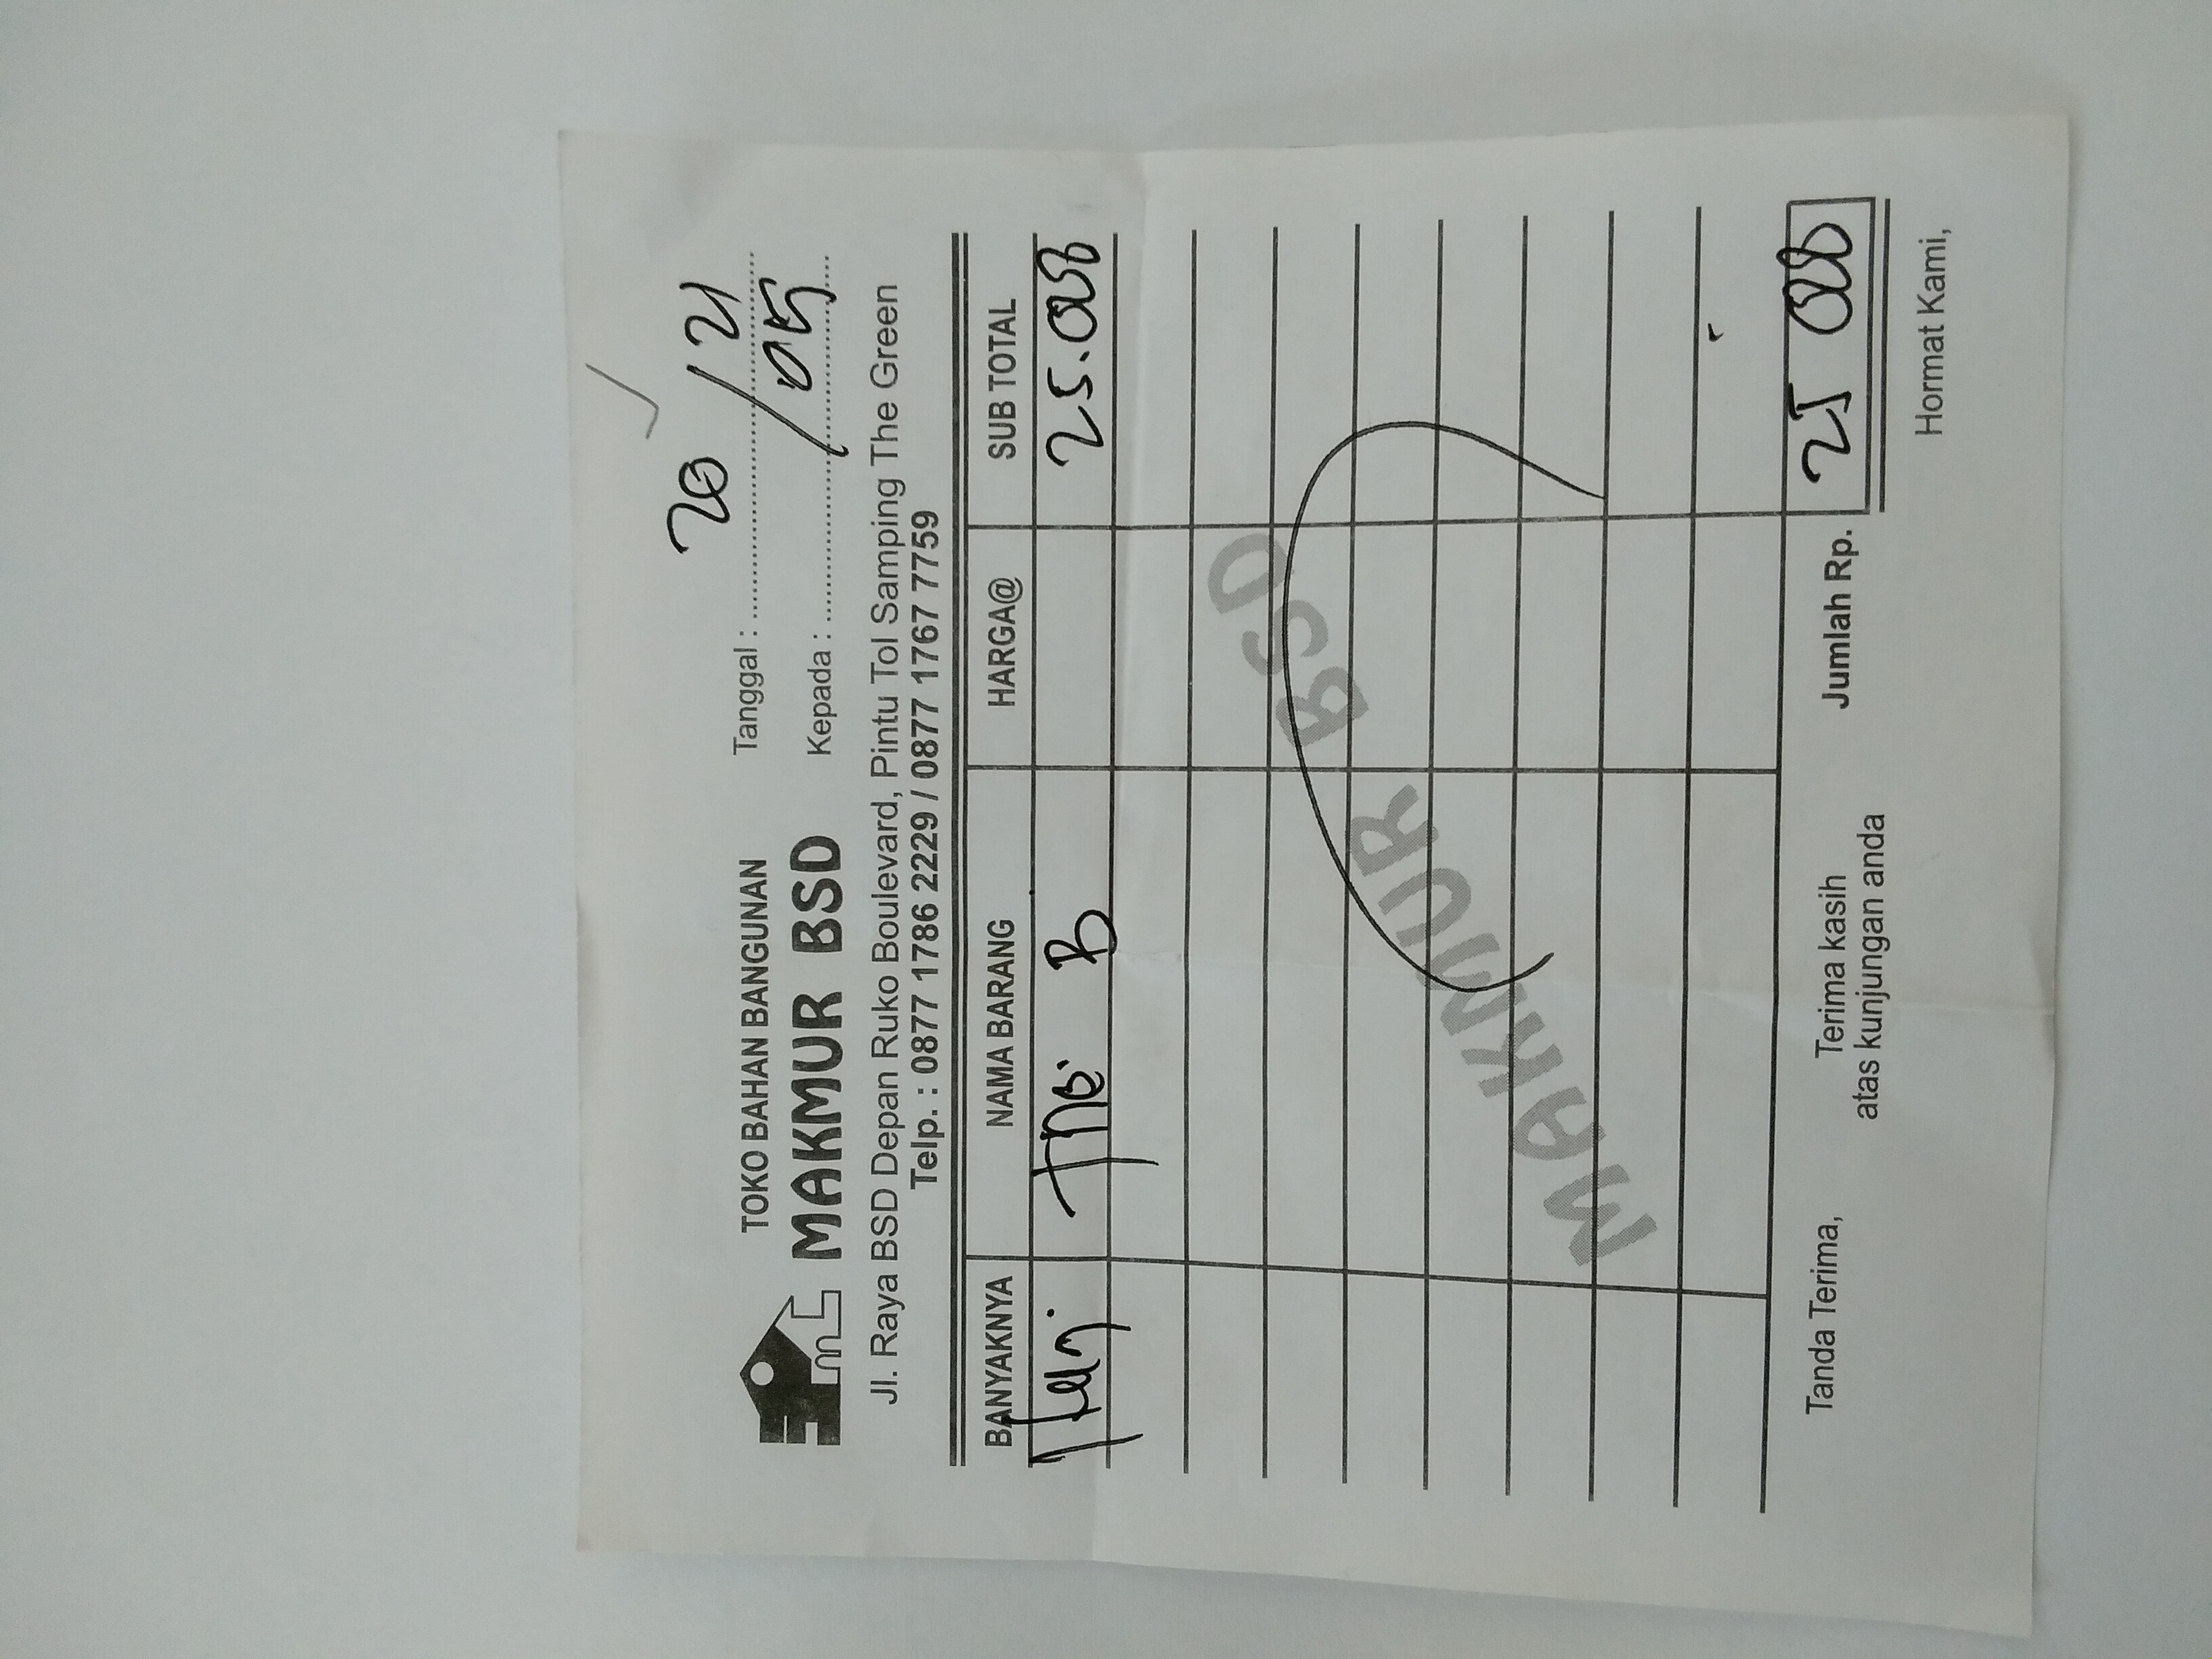 TOKO BAHAN BANGUNAN
MAKMUR BSD
Tanggal :
Kepada :
Jl. Raya BSD Depan Ruko Boulevard, Pintu Tol Samping The Green
Telp. : 0877 1786 2229 / 0877 1767 7759
BANYAKNYA NAMA BARANG HARGA@ SUB TOTAL
B 25.000
MAKMUR BSD
Jumlah Rp. 25 000
Tanda Terima,
Terima kasih
atas kunjungan anda
Hormat Kami,